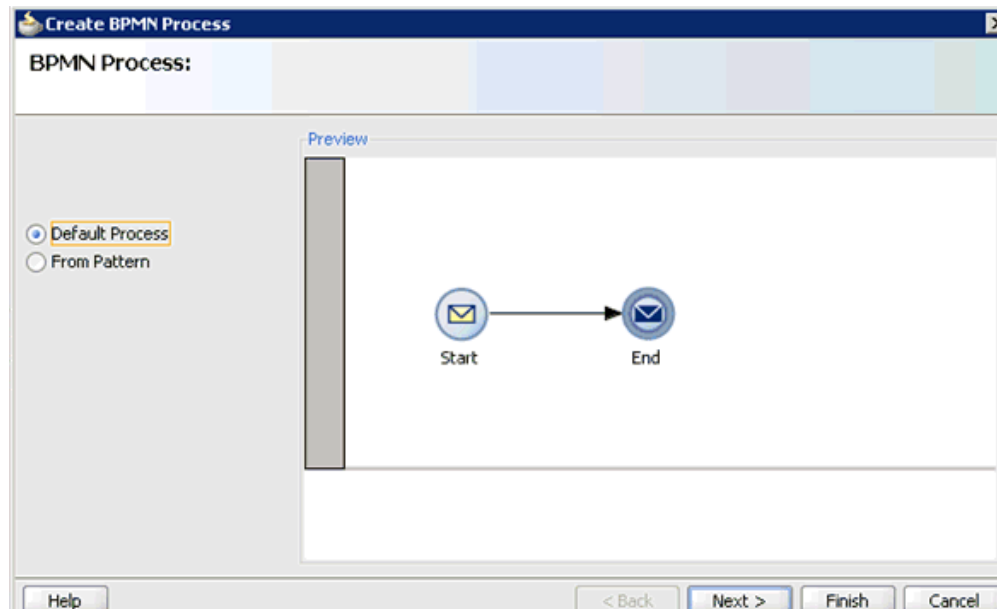 Create BPMN Process
BPMN Process:
Preview
Default Process
From Pattern
Start
End
Help
< Back
Next >
Finish
Cancel